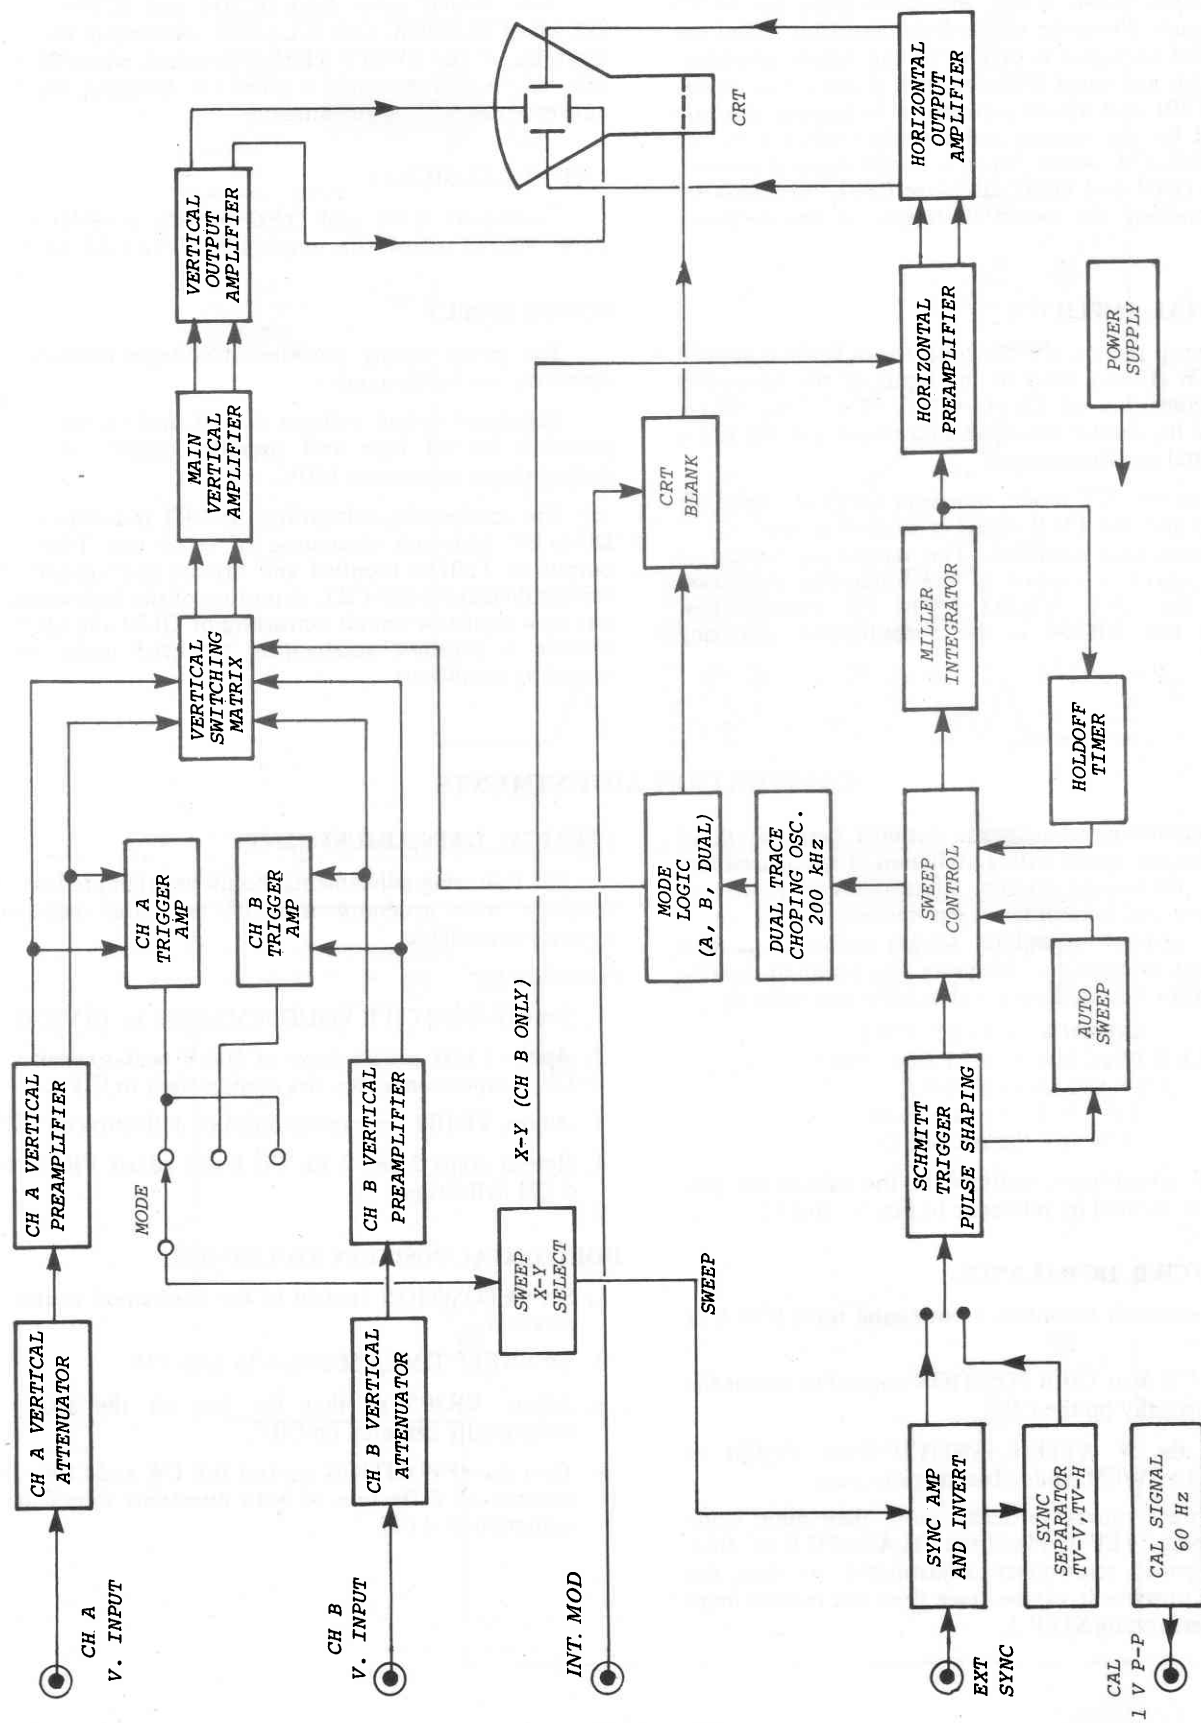 CH A
V. INPUT
CH A VERTICAL
ATTENUATOR
CH A VERTICAL
PREAMPLIFIER
CH A
TRIGGER
AMP
VERTICAL
SWITCHING
MATRIX
MAIN
VERTICAL
AMPLIFIER
VERTICAL
OUTPUT
AMPLIFIER
MODE
CH B
TRIGGER
AMP
CH B
V. INPUT
CH B VERTICAL
ATTENUATOR
CH B VERTICAL
PREAMPLIFIER
CRT
SWEEP
X-Y
SELECT
X-Y (CH B ONLY)
INT. MOD
MODE
LOGIC
(A, B, DUAL)
CRT
BLANK
SWEEP
DUAL TRACE
CHOPING OSC.
200 kHz
EXT
SYNC
SYNC AMP
AND INVERT
SCHMITT
TRIGGER
PULSE SHAPING
SWEEP
CONTROL
MILLER
INTEGRATOR
HORIZONTAL
PREAMPLIFIER
HORIZONTAL
OUTPUT
AMPLIFIER
SYNC
SEPARATOR
TV-V,TV-H
AUTO
SWEEP
HOLDOFF
TIMER
POWER
SUPPLY
CAL
1 V P-P
CAL SIGNAL
60 Hz